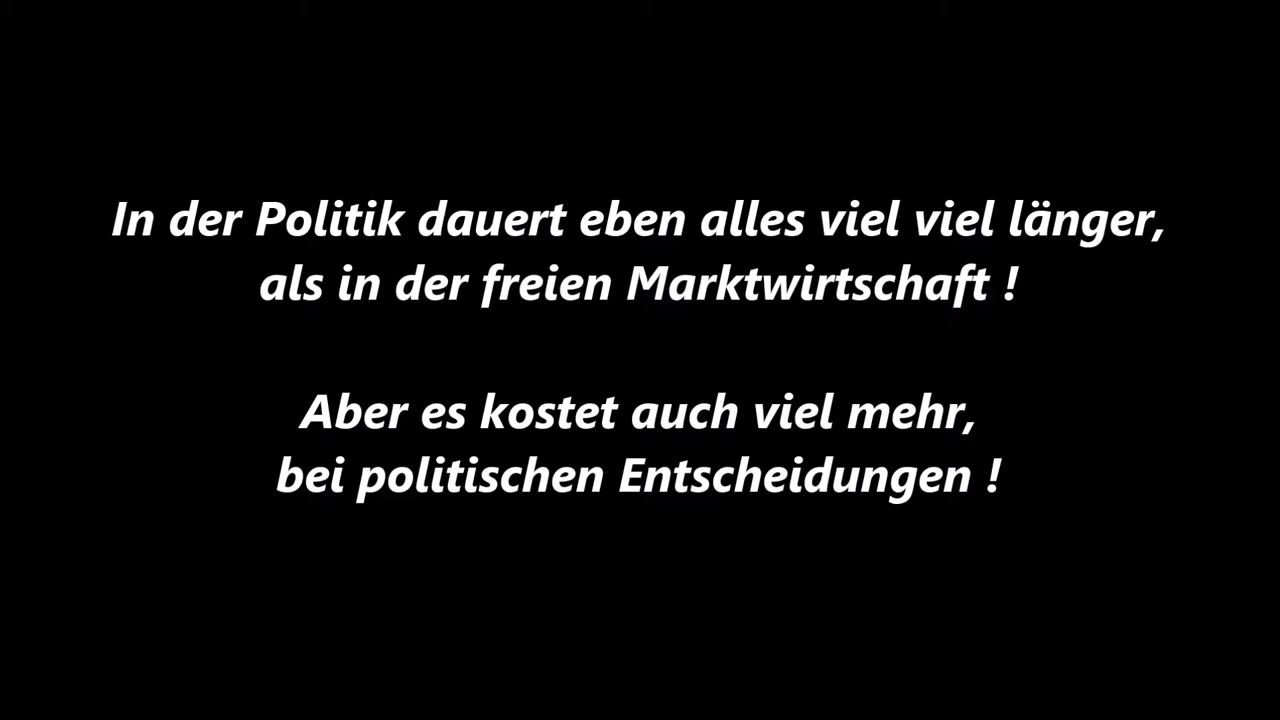 In der Politik dauert eben alles viel viel länger,
als in der freien Marktwirtschaft !
Aber es kostet auch viel mehr,
bei politischen Entscheidungen !